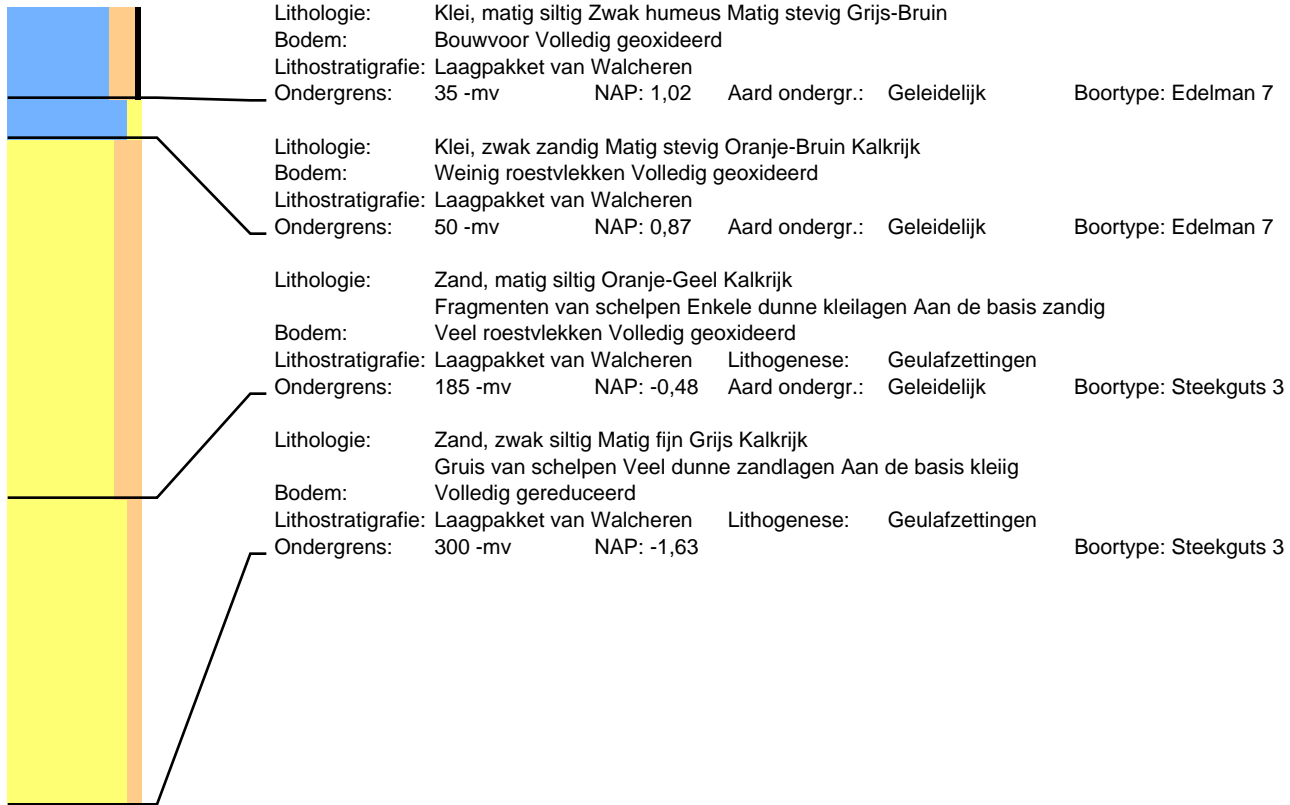 Lithologie: Klei, matig siltig Zwak humeus Matig stevig Grijs-Bruin
Bodem: Bouwvoor Volledig geoxideerd
Lithostratigrafie: Laagpakket van Walcheren
Ondergrens: 35 -mv NAP: 1,02 Aard ondergr.: Geleidelijk Boortype: Edelman 7
Lithologie: Klei, zwak zandig Matig stevig Oranje-Bruin Kalkrijk
Bodem: Weinig roestvlekken Volledig geoxideerd
Lithostratigrafie: Laagpakket van Walcheren
Ondergrens: 50 -mv NAP: 0,87 Aard ondergr.: Geleidelijk Boortype: Edelman 7
Lithologie: Zand, matig siltig Oranje-Geel Kalkrijk
Fragmenten van schelpen Enkele dunne kleilagen Aan de basis zandig
Bodem: Veel roestvlekken Volledig geoxideerd
Lithostratigrafie: Laagpakket van Walcheren Lithogenese: Geulafzettingen
Ondergrens: 185 -mv NAP: -0,48 Aard ondergr.: Geleidelijk Boortype: Steekguts 3
Lithologie: Zand, zwak siltig Matig fijn Grijs Kalkrijk
Gruis van schelpen Veel dunne zandlagen Aan de basis kleiig
Bodem: Volledig gereduceerd
Lithostratigrafie: Laagpakket van Walcheren Lithogenese: Geulafzettingen
Ondergrens: 300 -mv NAP: -1,63 Boortype: Steekguts 3